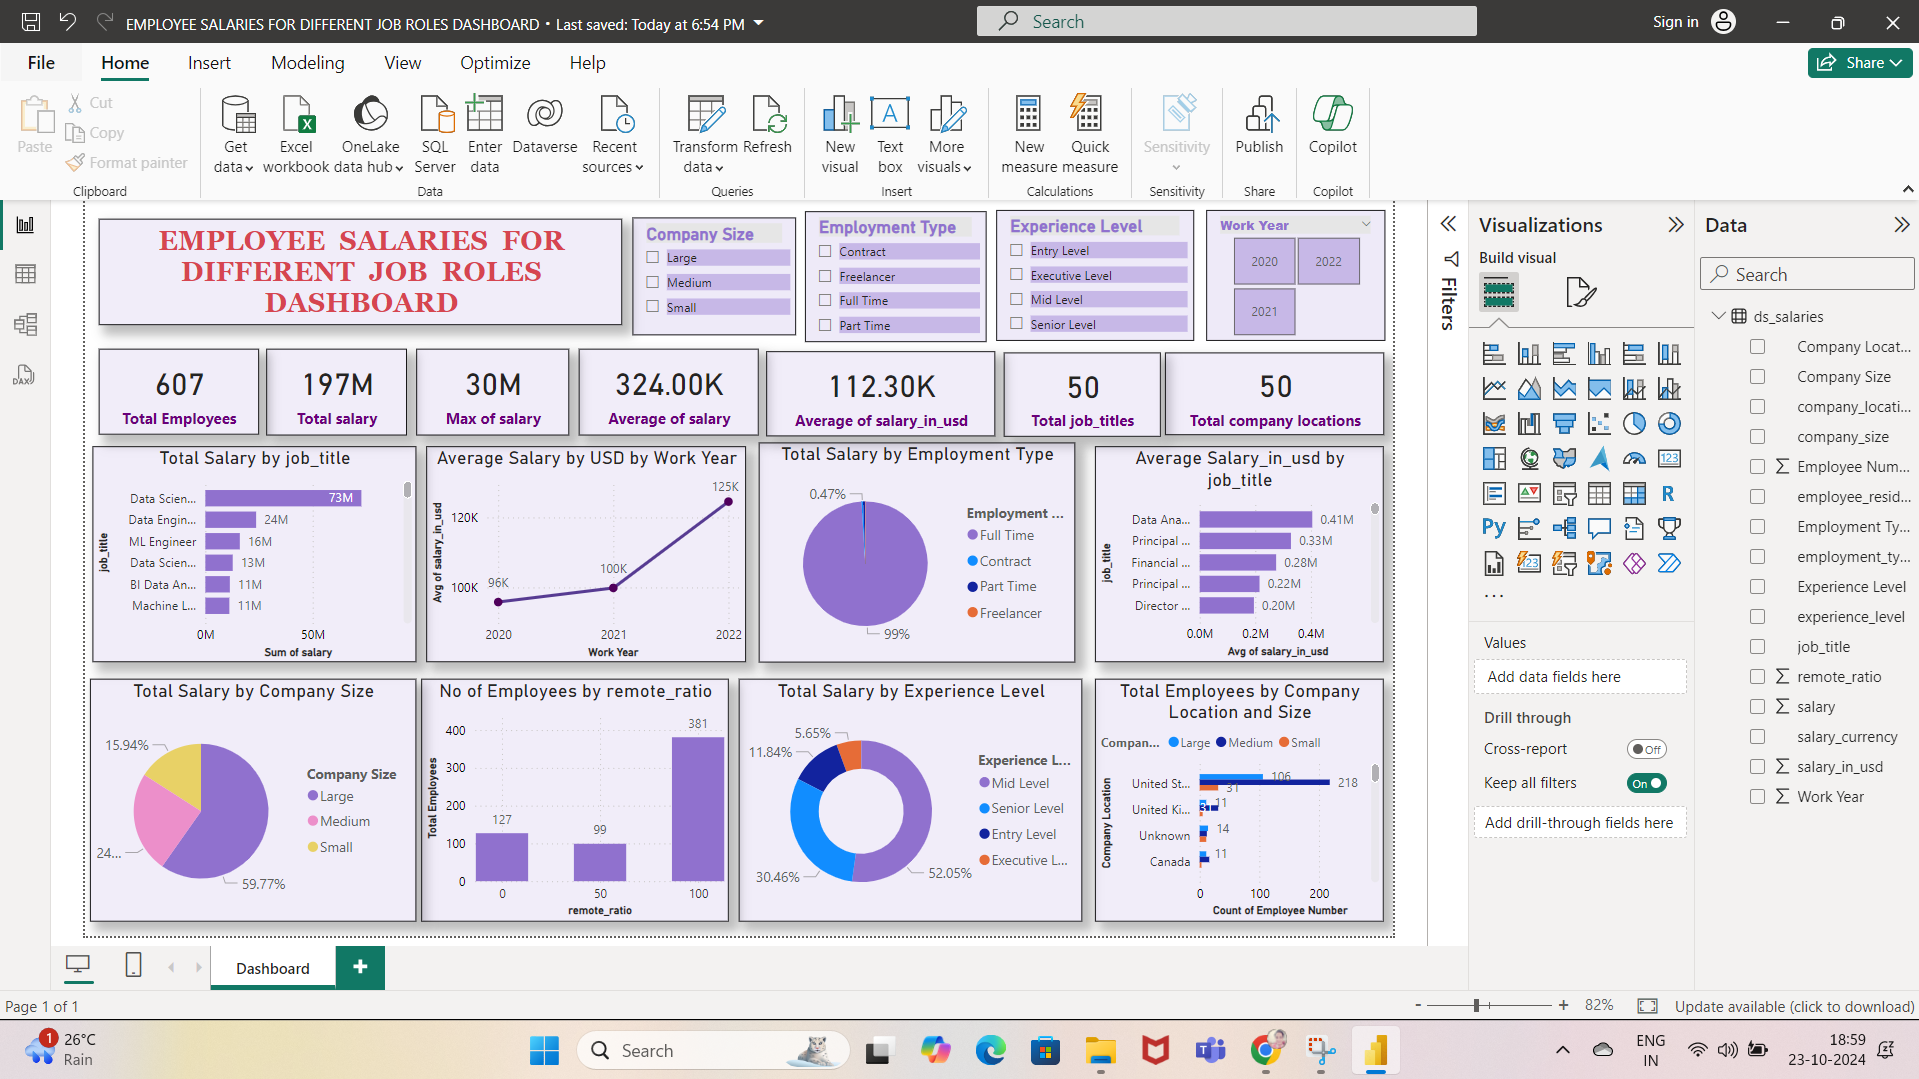 EMPLOYEE SALARIES FOR DIFFERENT JOB ROLES DASHBOARD • Last saved: Today at 6:54 PM
Search
Sign in
File
Home
Insert
Modeling
View
Optimize
Help
Share
Paste
Cut
Copy
Format painter
Clipboard
Get data
Excel workbook
OneLake data hub
SQL Server
Enter data
Dataverse
Recent sources
Data
Transform data
Refresh
Queries
New visual
Text box
More visuals
Insert
New measure
Quick measure
Calculations
Sensitivity
Sensitivity
Publish
Share
Copilot
Copilot
EMPLOYEE SALARIES FOR
DIFFERENT JOB ROLES
DASHBOARD
Company Size
Large
Medium
Small
Employment Type
Contract
Freelancer
Full Time
Part Time
Experience Level
Entry Level
Executive Level
Mid Level
Senior Level
Work Year
2020
2022
2021
607
Total Employees
197M
Total salary
30M
Max of salary
324.00K
Average of salary
112.30K
Average of salary_in_usd
50
Total job_titles
50
Total company locations
Total Salary by job_title
job_title
Data Scien... 73M
Data Engin... 24M
ML Engineer 16M
Data Scien... 13M
BI Data An... 11M
Machine L... 11M
0M 50M
Sum of salary
Average Salary by USD by Work Year
Avg of salary_in_usd
120K
100K
96K
100K
125K
2020 2021 2022
Work Year
Total Salary by Employment Type
0.47%
99%
Employment ...
Full Time
Contract
Part Time
Freelancer
Average Salary_in_usd by
job_title
job_title
Data Ana... 0.41M
Principal ... 0.33M
Financial ... 0.28M
Principal ... 0.22M
Director ... 0.20M
0.0M 0.2M 0.4M
Avg of salary_in_usd
Total Salary by Company Size
15.94%
24...
59.77%
Company Size
Large
Medium
Small
No of Employees by remote_ratio
Total Employees
400
300
200
100
0
127
99
381
0 50 100
remote_ratio
Total Salary by Experience Level
5.65%
11.84%
30.46%
52.05%
Experience L...
Mid Level
Senior Level
Entry Level
Executive L...
Total Employees by Company
Location and Size
Compan... Large Medium Small
Company Location
United St... 106 218 31
United Ki... 11
Unknown 14
Canada 11
0 100 200
Count of Employee Number
Filters
Visualizations
Build visual
Values
Add data fields here
Drill through
Cross-report
Off
Keep all filters
On
Add drill-through fields here
Data
Search
ds_salaries
Company Locat...
Company Size
company_locati...
company_size
Employee Num...
employee_resid...
Employment Ty...
employment_ty...
Experience Level
experience_level
job_title
remote_ratio
salary
salary_currency
salary_in_usd
Work Year
Dashboard
Page 1 of 1
82%
Update available (click to download)
1
26°C
Rain
Search
ENG
IN
18:59
23-10-2024